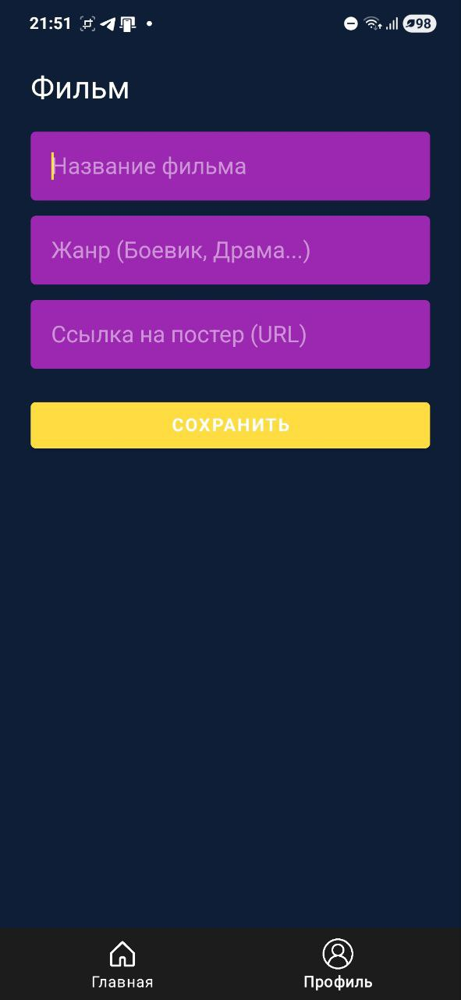 21:51
98
Фильм
Название фильма
Жанр (Боевик, Драма...)
Ссылка на постер (URL)
СОХРАНИТЬ
Главная
Профиль